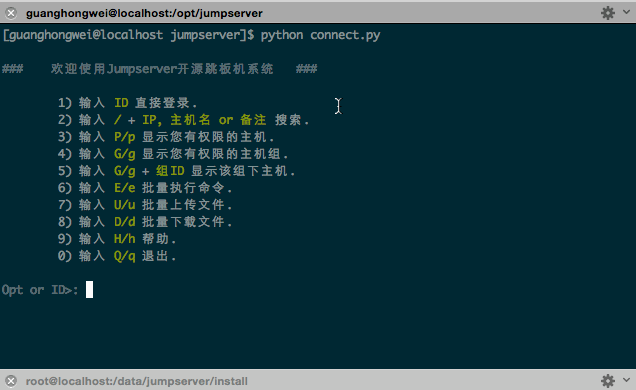 guanghongwei@localhost:/opt/jumpserver
[guanghongwei@localhost jumpserver]$ python connect.py
### 欢迎使用Jumpserver开源跳板机系统 ###
1) 输入 ID 直接登录.
2) 输入 / + IP, 主机名 or 备注 搜索.
3) 输入 P/p 显示您有权限的主机.
4) 输入 G/g 显示您有权限的主机组.
5) 输入 G/g + 组ID 显示该组下主机.
6) 输入 E/e 批量执行命令.
7) 输入 U/u 批量上传文件.
8) 输入 D/d 批量下载文件.
9) 输入 H/h 帮助.
0) 输入 Q/q 退出.
Opt or ID>:
root@localhost:/data/jumpserver/install